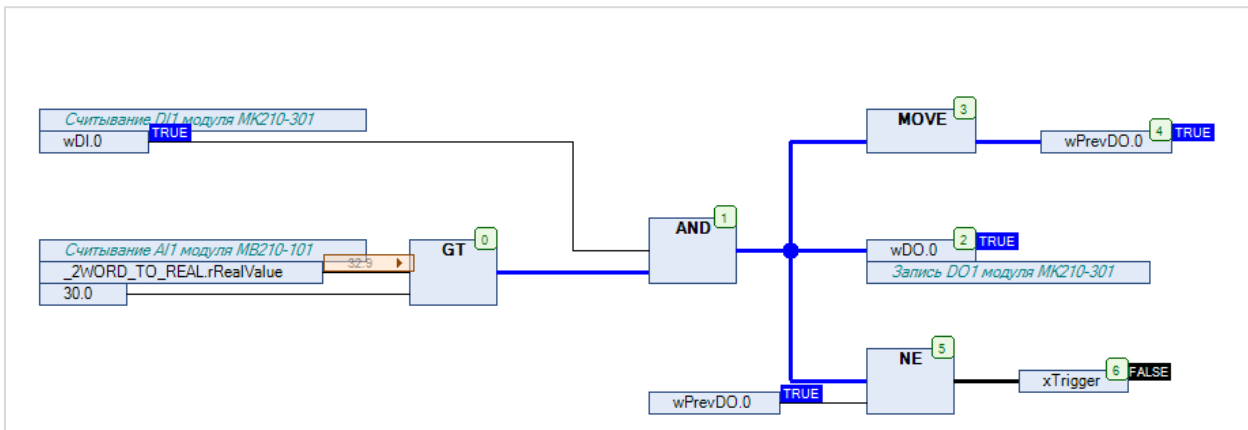 Считывание DI1 модуля МК210-301
wDI.0
TRUE
Считывание AI1 модуля МВ210-101
_2WORD_TO_REAL.rRealValue
32.9
30.0
GT
0
AND
1
MOVE
3
wPrevDO.0
4
TRUE
wDO.0
2
TRUE
Запись DO1 модуля МК210-301
NE
5
wPrevDO.0
TRUE
xTrigger
6
FALSE